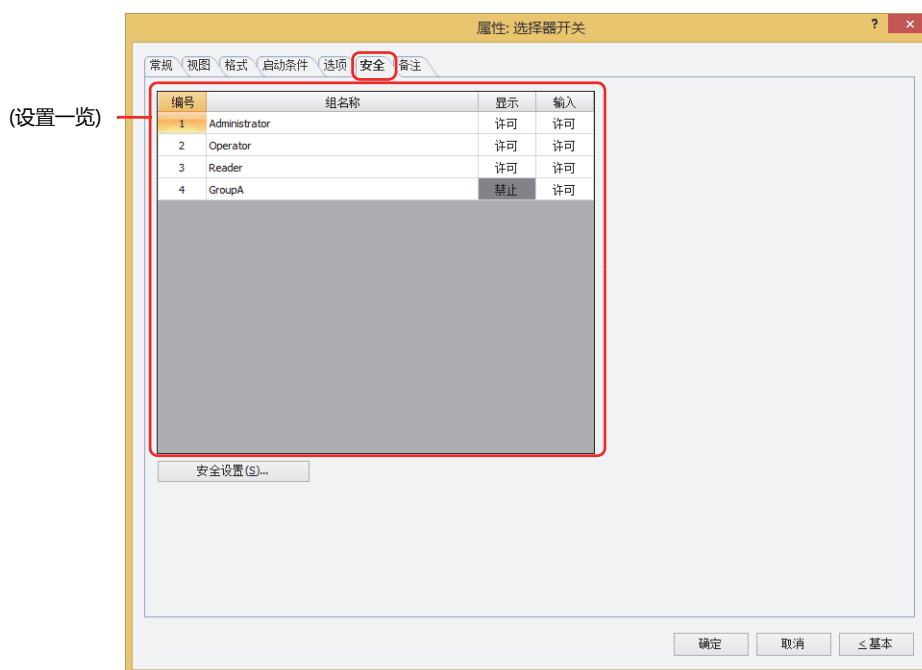 属性: 选择器开关
? ×
常规 视图 格式 启动条件 选项 安全 备注
(设置一览)
编号 组名称 显示 输入
1 Administrator 许可 许可
2 Operator 许可 许可
3 Reader 许可 许可
4 GroupA 禁止 许可
安全设置(S)...
确定 取消 ≤基本